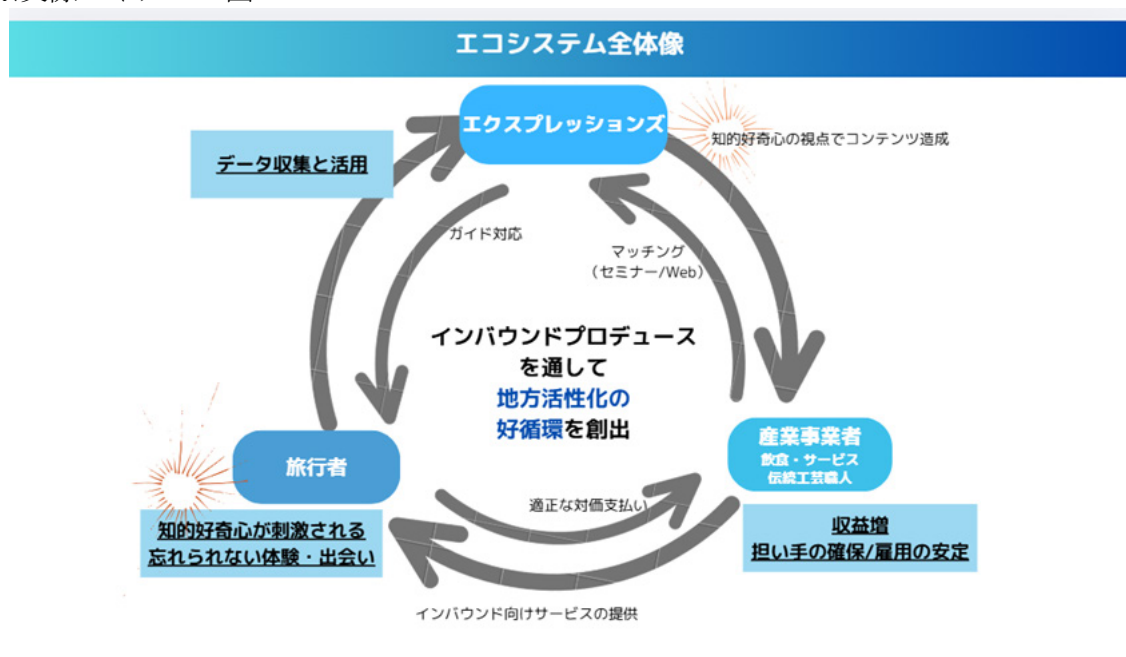 エコシステム全体像
エクスプレッションズ
知的好奇心の視点でコンテンツ造成
データ収集と活用
ガイド対応
マッチング
（セミナー/Web）
インバウンドプロデュース
を通して
地方活性化の
好循環を創出
産業事業者
飲食・サービス
伝統工芸職人
旅行者
適正な対価支払い
収益増
担い手の確保/雇用の安定
知的好奇心が刺激される
忘れられない体験・出会い
インバウンド向けサービスの提供